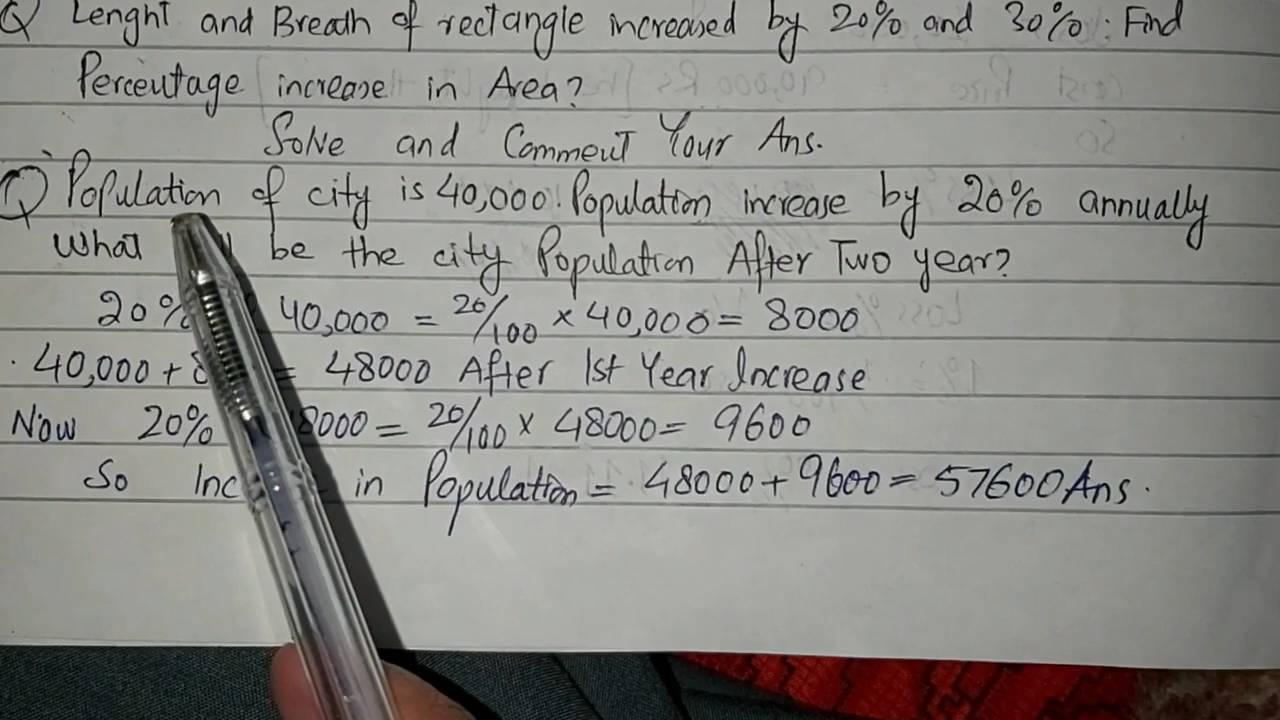 Q Lenght and Breath of rectangle increased by 20% and 30%. Find
Percentage increase in Area?
Solve and Comment Your Ans.
Q Population of city is 40,000. Population increase by 20% annually
What be the city Population After Two year?
20% 40,000 = 20/100 × 40,000 = 8000
40,000 + 8 = 48000 After 1st Year Increase
Now 20% 8000 = 20/100 × 48000 = 9600
So Inc in Population = 48000 + 9600 = 57600 Ans.